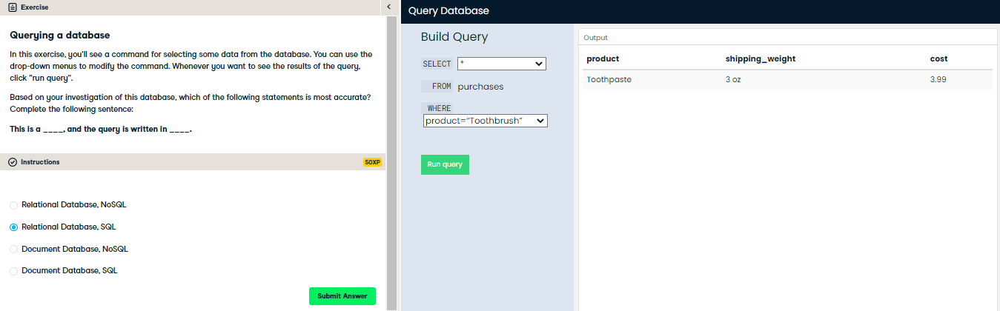 Exercise
Querying a database
In this exercise, you'll see a command for selecting some data from the database. You can use the
drop-down menus to modify the command. Whenever you want to see the results of the query,
click "run query".
Based on your investigation of this database, which of the following statements is most accurate?
Complete the following sentence:
This is a ____, and the query is written in ____.
Instructions
50XP
Relational Database, NoSQL
Relational Database, SQL
Document Database, NoSQL
Document Database, SQL
Submit Answer
Query Database
Build Query
SELECT *
FROM purchases
WHERE
product="Toothbrush"
Run query
Output
product shipping_weight cost
Toothpaste 3 oz 3.99